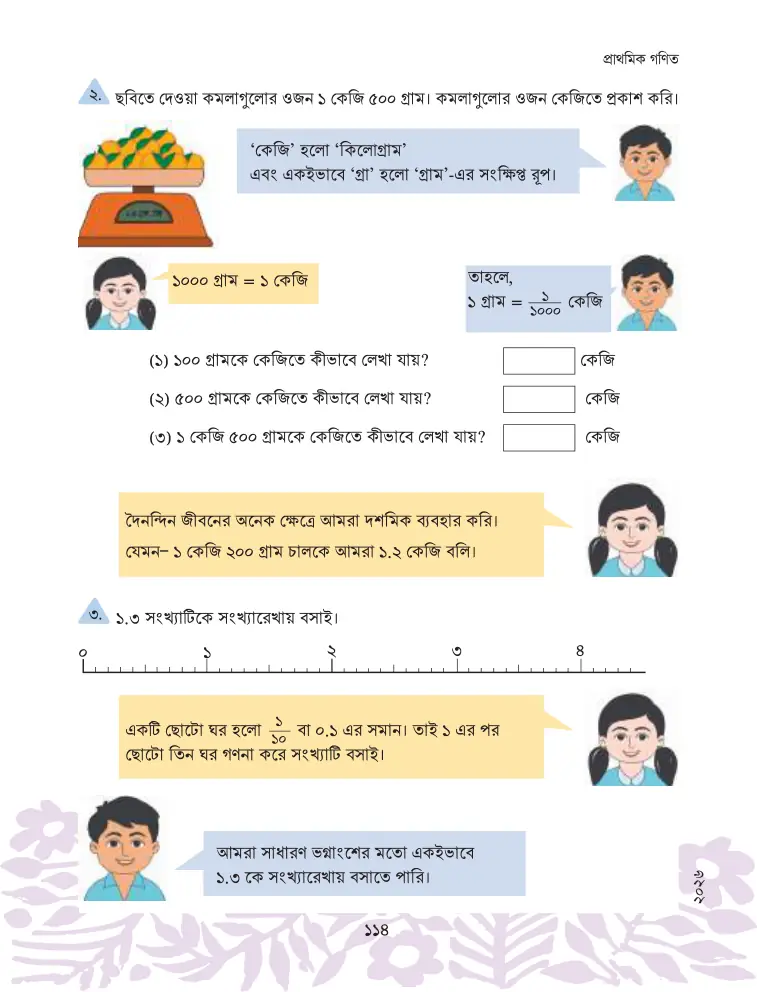 প্রাথমিক গণিত
২. ছবিতে দেওয়া কমলাগুলোর ওজন ১ কেজি ৫০০ গ্রাম। কমলাগুলোর ওজন কেজিতে প্রকাশ করি।
‘কেজি’ হলো ‘কিলোগ্রাম’
এবং একইভাবে ‘গ্রা’ হলো ‘গ্রাম’-এর সংক্ষিপ্ত রূপ।
১০০০ গ্রাম = ১ কেজি
তাহলে,
১ গ্রাম = ১/১০০০ কেজি
(১) ১০০ গ্রামকে কেজিতে কীভাবে লেখা যায়? কেজি
(২) ৫০০ গ্রামকে কেজিতে কীভাবে লেখা যায়? কেজি
(৩) ১ কেজি ৫০০ গ্রামকে কেজিতে কীভাবে লেখা যায়? কেজি
দৈনন্দিন জীবনের অনেক ক্ষেত্রে আমরা দশমিক ব্যবহার করি।
যেমন– ১ কেজি ২০০ গ্রাম চালকে আমরা ১.২ কেজি বলি।
৩. ১.৩ সংখ্যাটিকে সংখ্যারেখায় বসাই।
০ ১ ২ ৩ ৪
একটি ছোটো ঘর হলো ১/১০ বা ০.১ এর সমান। তাই ১ এর পর
ছোটো তিন ঘর গণনা করে সংখ্যাটি বসাই।
আমরা সাধারণ ভগ্নাংশের মতো একইভাবে
১.৩ কে সংখ্যারেখায় বসাতে পারি।
২০২৬
১১৪